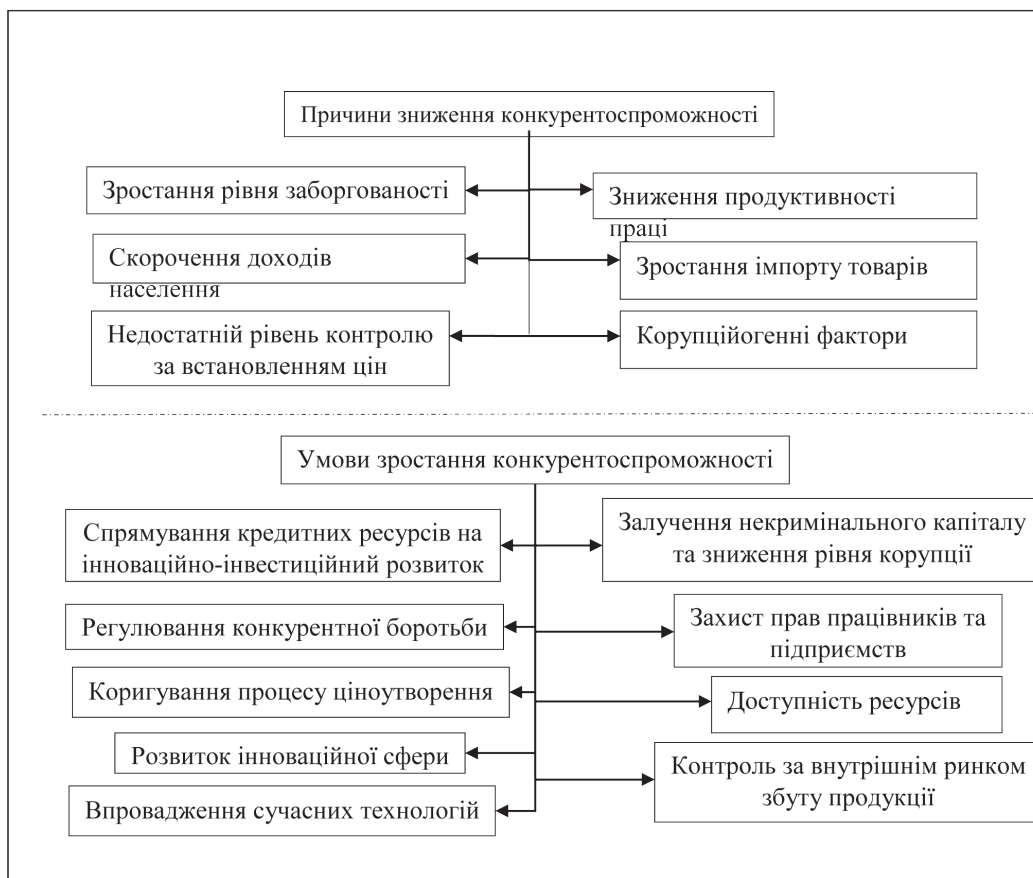 Причини зниження конкурентоспроможності
Зростання рівня заборгованості
Зниження продуктивності
праці
Скорочення доходів
населення
Зростання імпорту товарів
Недостатній рівень контролю
за встановленням цін
Корупційогенні фактори
Умови зростання конкурентоспроможності
Спрямування кредитних ресурсів на
інноваційно-інвестиційний розвиток
Залучення некримінального капіталу
та зниження рівня корупції
Регулювання конкурентної боротьби
Захист прав працівників та
підприємств
Коригування процесу ціноутворення
Доступність ресурсів
Розвиток інноваційної сфери
Контроль за внутрішнім ринком
збуту продукції
Впровадження сучасних технологій